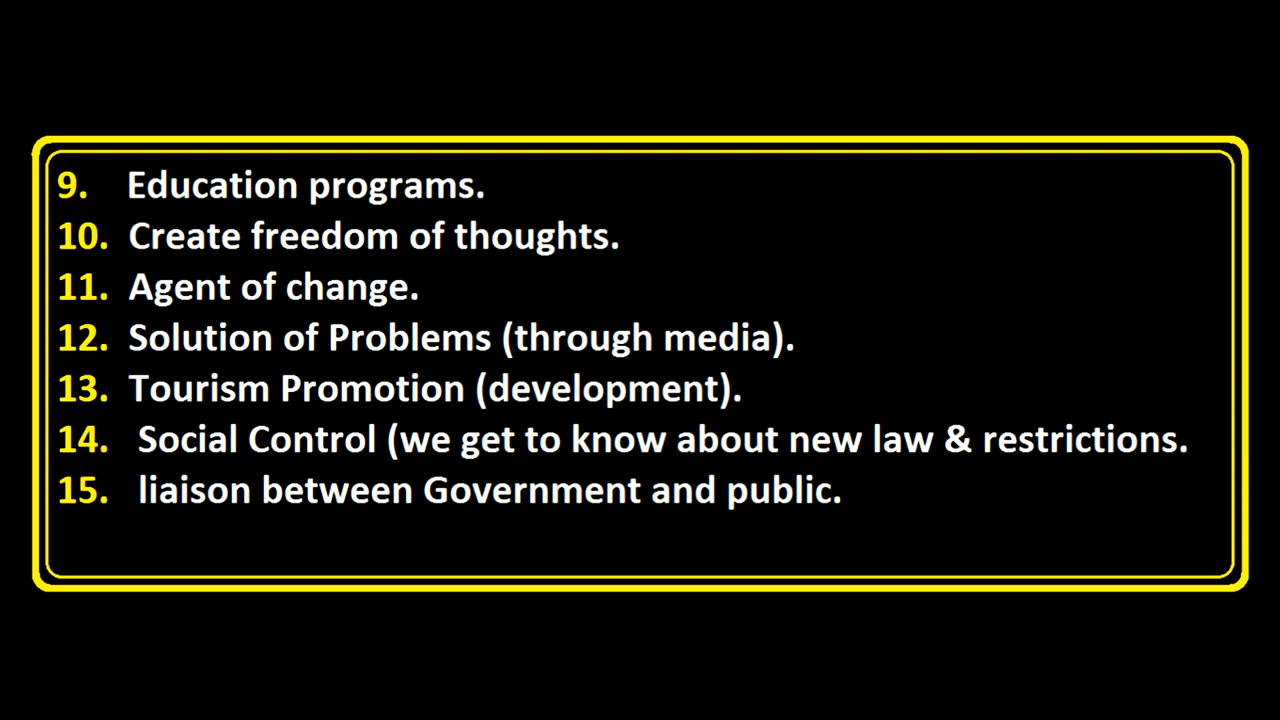 9. Education programs.
10. Create freedom of thoughts.
11. Agent of change.
12. Solution of Problems (through media).
13. Tourism Promotion (development).
14. Social Control (we get to know about new law & restrictions.
15. liaison between Government and public.